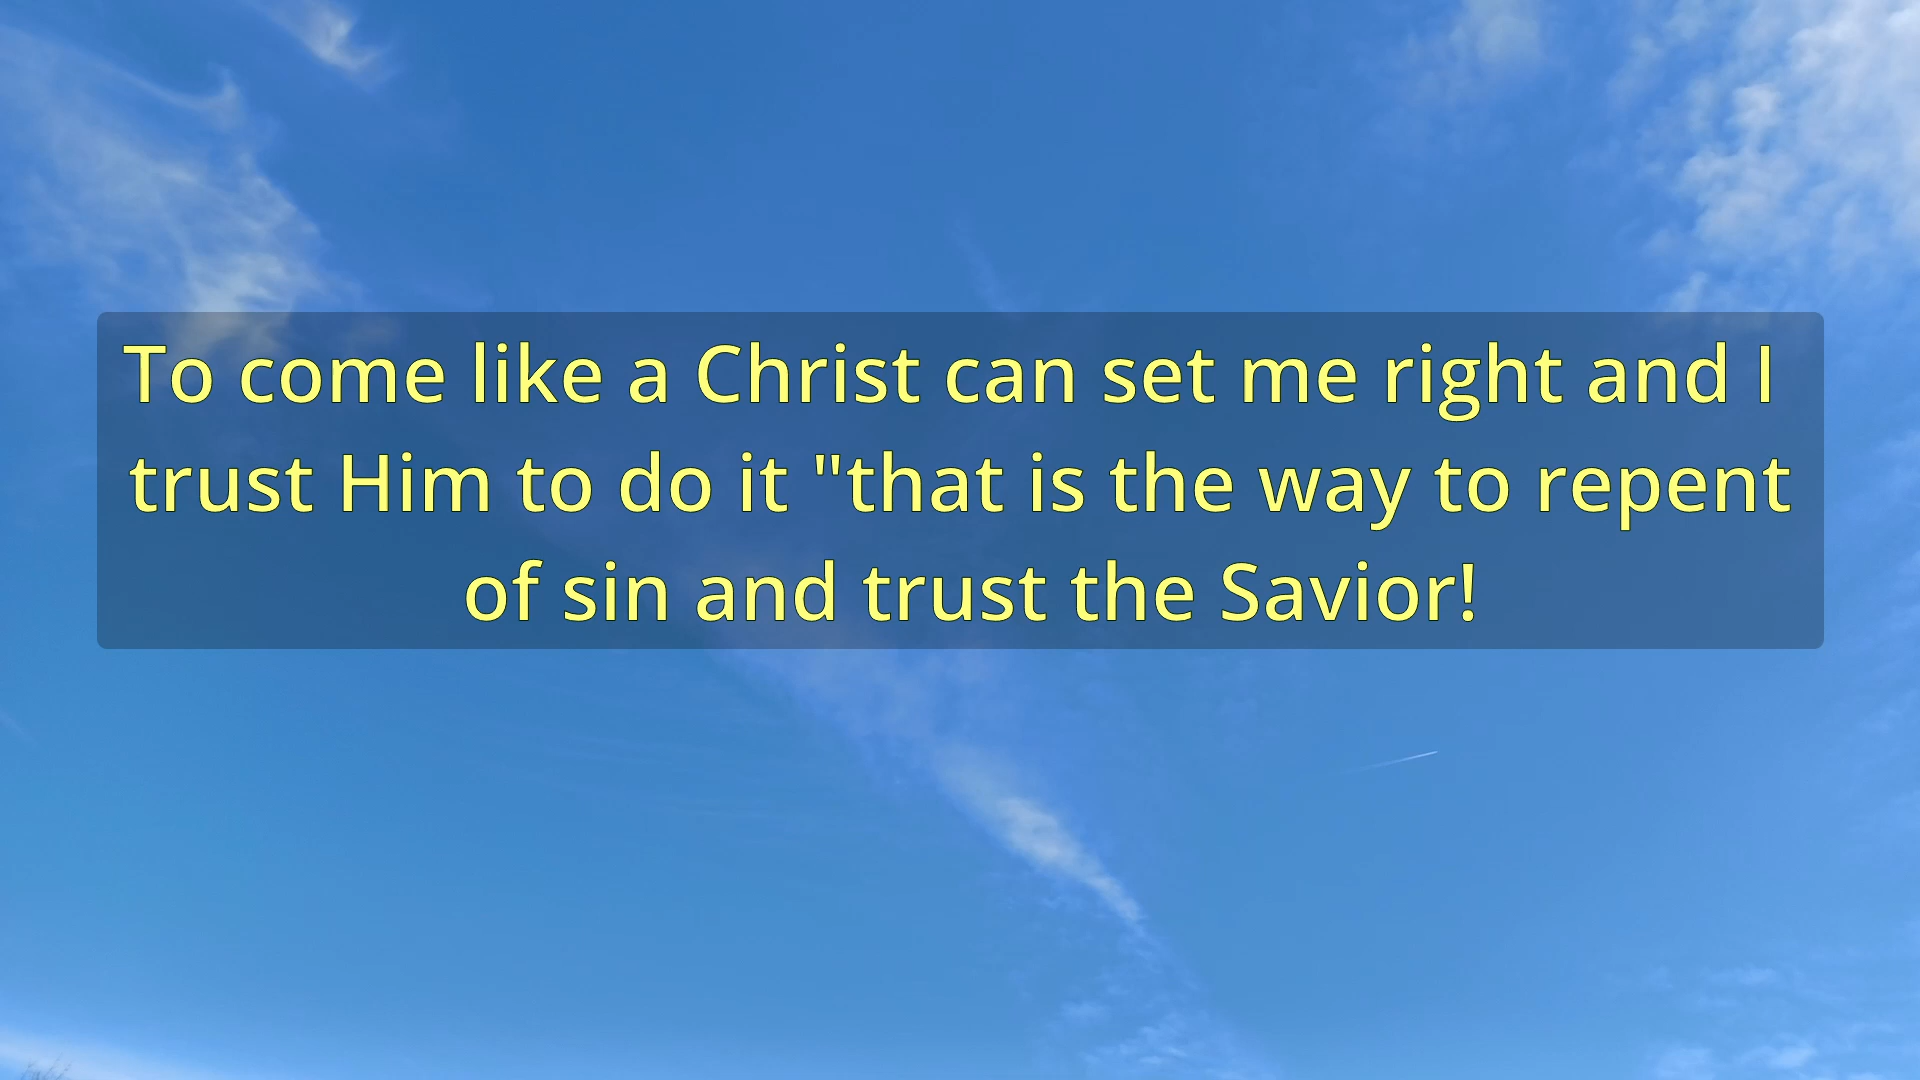 To come like a Christ can set me right and I
trust Him to do it "that is the way to repent
of sin and trust the Savior!